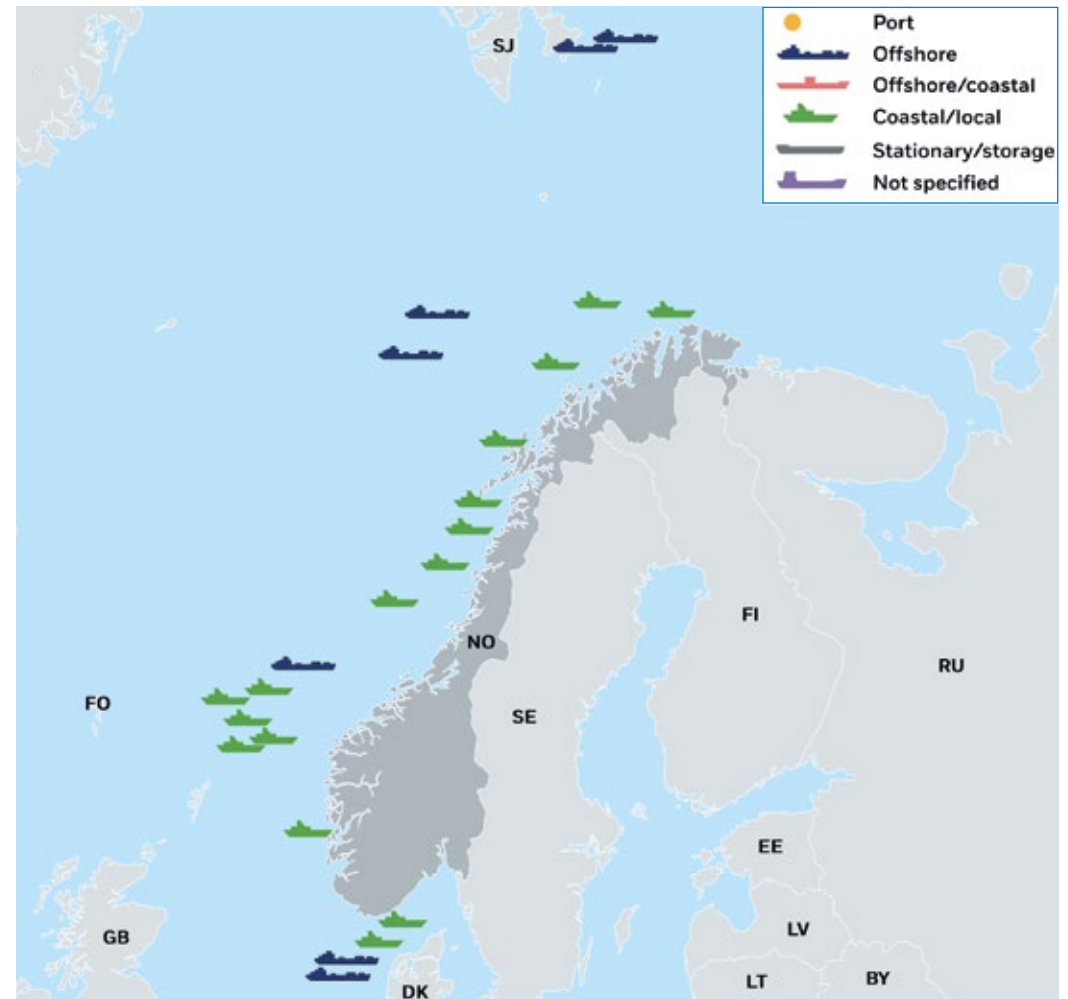 SJ
Port
Offshore
Offshore/coastal
Coastal/local
Stationary/storage
Not specified
FI
NO
RU
FO
SE
EE
GB
LV
LT
BY
DK